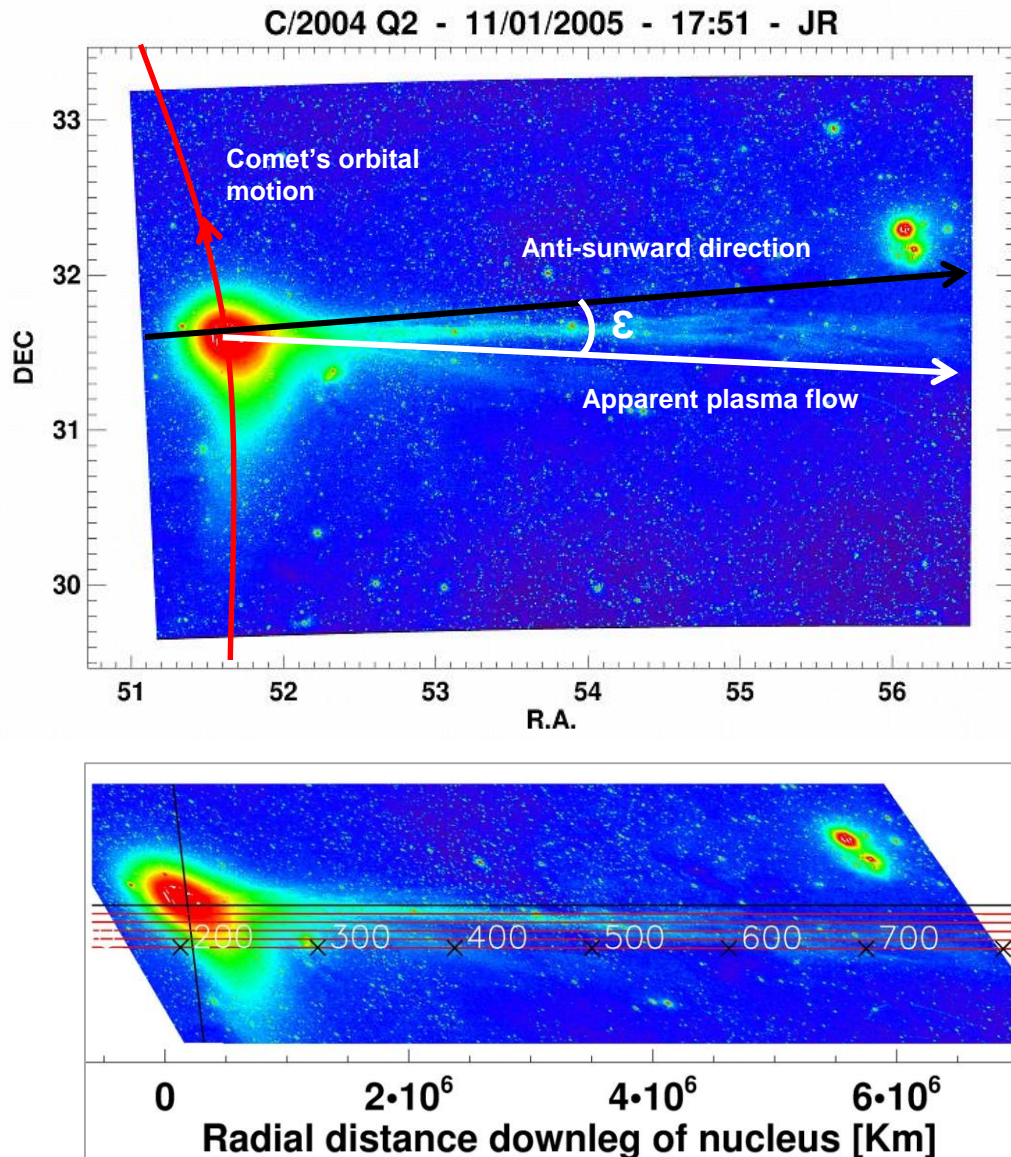 C/2004 Q2 - 11/01/2005 - 17:51 - JR
33
32
31
30
DEC
Comet's orbital
motion
Anti-sunward direction
ε
Apparent plasma flow
51 52 53 54 55 56
R.A.
200 300 400 500 600 700
0 2·10⁶ 4·10⁶ 6·10⁶
Radial distance downleg of nucleus [Km]